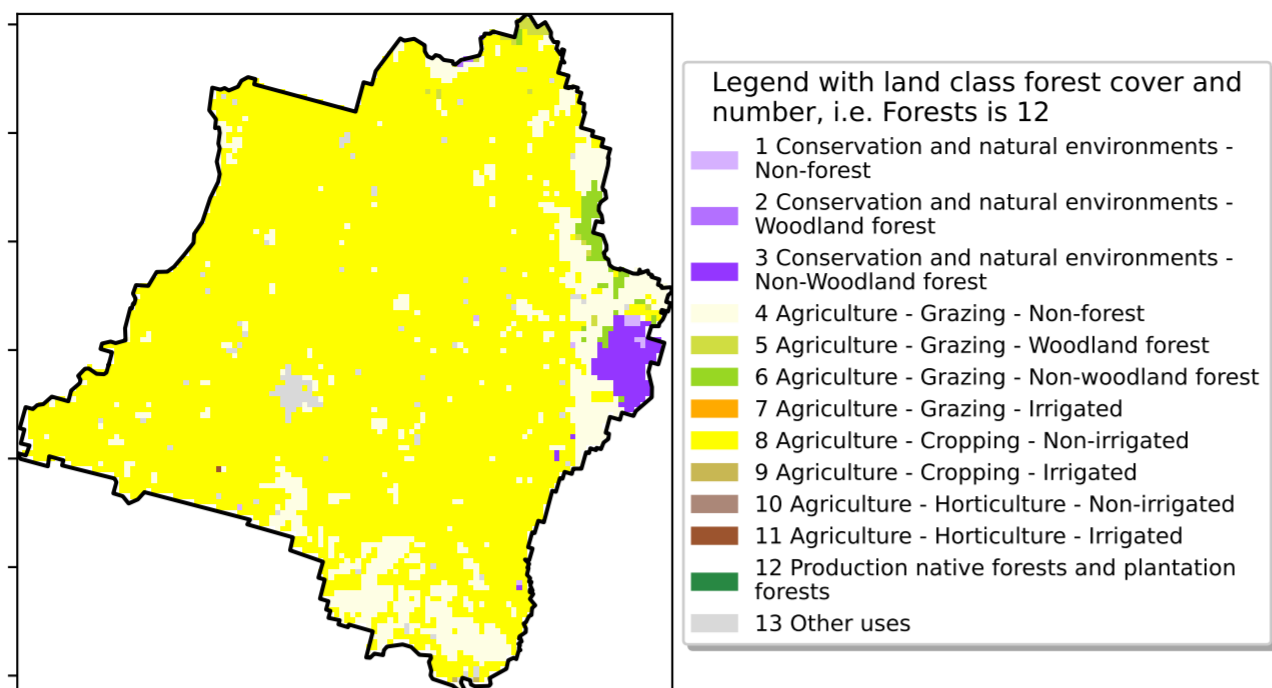 Legend with land class forest cover and
number, i.e. Forests is 12
1 Conservation and natural environments -
Non-forest
2 Conservation and natural environments -
Woodland forest
3 Conservation and natural environments -
Non-Woodland forest
4 Agriculture - Grazing - Non-forest
5 Agriculture - Grazing - Woodland forest
6 Agriculture - Grazing - Non-woodland forest
7 Agriculture - Grazing - Irrigated
8 Agriculture - Cropping - Non-irrigated
9 Agriculture - Cropping - Irrigated
10 Agriculture - Horticulture - Non-irrigated
11 Agriculture - Horticulture - Irrigated
12 Production native forests and plantation
forests
13 Other uses